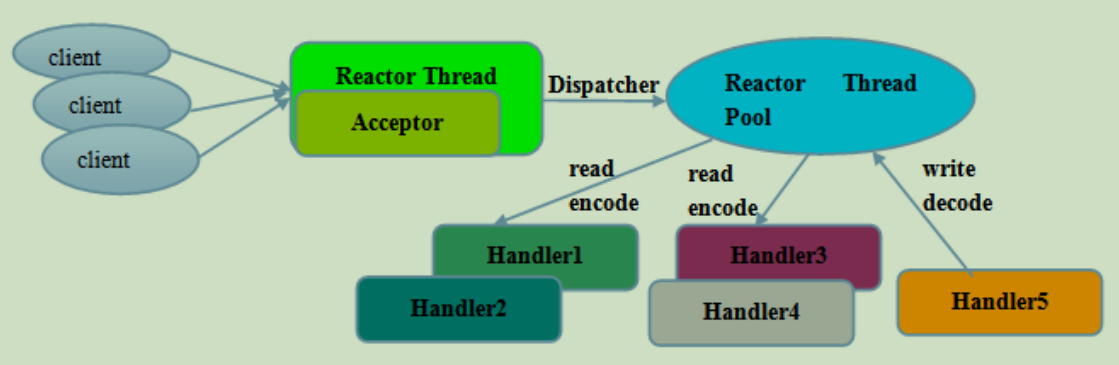 client
client
client
Reactor Thread
Acceptor
Dispatcher
Reactor Thread
Pool
read
encode
read
encode
write
decode
Handler1
Handler2
Handler3
Handler4
Handler5